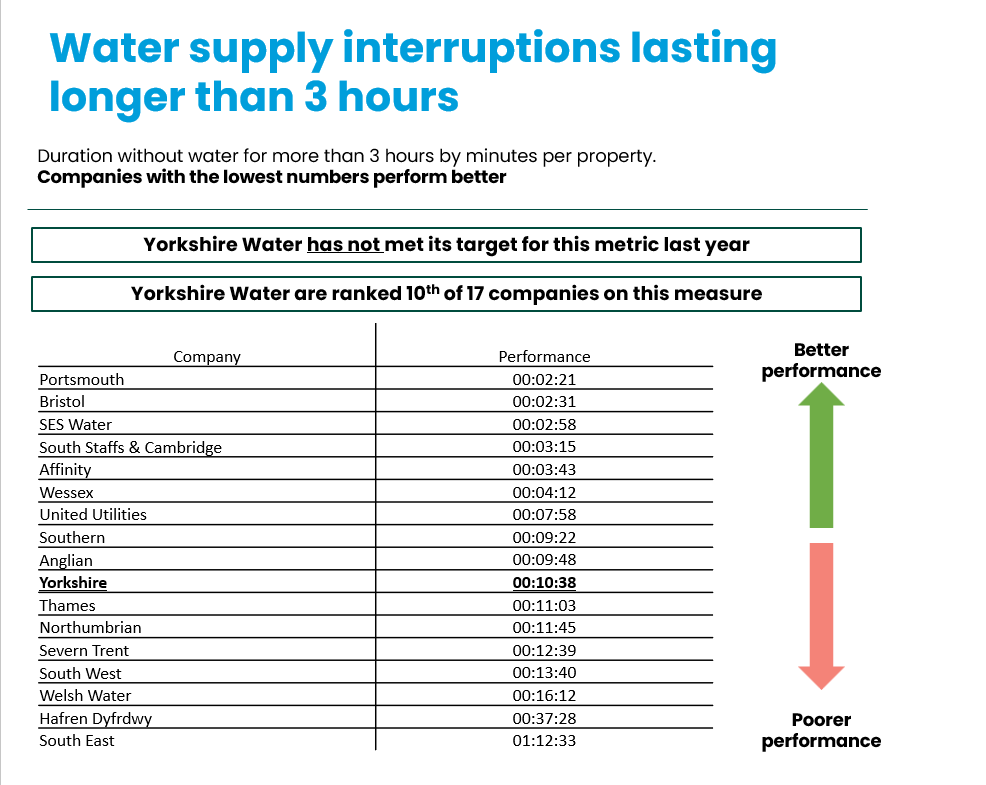 Water supply interruptions lasting
longer than 3 hours
Duration without water for more than 3 hours by minutes per property.
Companies with the lowest numbers perform better
Yorkshire Water has not met its target for this metric last year
Yorkshire Water are ranked 10th of 17 companies on this measure
Company Performance
Portsmouth 00:02:21
Bristol 00:02:31
SES Water 00:02:58
South Staffs & Cambridge 00:03:15
Affinity 00:03:43
Wessex 00:04:12
United Utilities 00:07:58
Southern 00:09:22
Anglian 00:09:48
Yorkshire 00:10:38
Thames 00:11:03
Northumbrian 00:11:45
Severn Trent 00:12:39
South West 00:13:40
Welsh Water 00:16:12
Hafren Dyfrdwy 00:37:28
South East 01:12:33
Better
performance
Poorer
performance